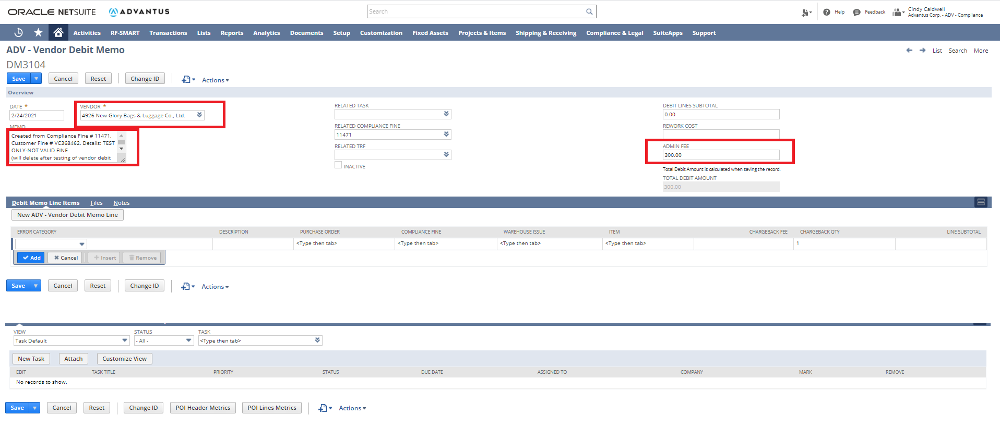 ORACLE NETSUITE ADVANTUS
Search
Help
Feedback
Cindy Caldwell
Advantus Corp. - ADV - Compliance
Activities RF-SMART Transactions Lists Reports Analytics Documents Setup Customization Fixed Assets Projects & Items Shipping & Receiving Compliance & Legal SuiteApps Support
ADV - Vendor Debit Memo
List Search More
DM3104
Save Cancel Reset Change ID Actions
Overview
DATE *
2/24/2021
VENDOR *
4926 New Glory Bags & Luggage Co., Ltd.
MEMO
Created from Compliance Fine # 11471,
Customer Fine # VC368462. Details: TEST
ONLY-NOT VALID FINE
(will delete after testing of vendor debit
RELATED TASK
RELATED COMPLIANCE FINE
11471
RELATED TRF
INACTIVE
DEBIT LINES SUBTOTAL
0.00
REWORK COST
ADMIN FEE
300.00
Total Debit Amount is calculated when saving the record.
TOTAL DEBIT AMOUNT
300.00
Debit Memo Line Items Files Notes
New ADV - Vendor Debit Memo Line
ERROR CATEGORY DESCRIPTION PURCHASE ORDER COMPLIANCE FINE WAREHOUSE ISSUE ITEM CHARGEBACK FEE CHARGEBACK QTY LINE SUBTOTAL
<Type then tab> <Type then tab> <Type then tab> <Type then tab> 1
Add Cancel Insert Remove
Save Cancel Reset Change ID Actions
VIEW STATUS TASK
Task Default - All - <Type then tab>
New Task Attach Customize View
EDIT TASK TITLE PRIORITY STATUS DUE DATE ASSIGNED TO COMPANY MARK REMOVE
No records to show.
Save Cancel Reset Change ID POI Header Metrics POI Lines Metrics Actions